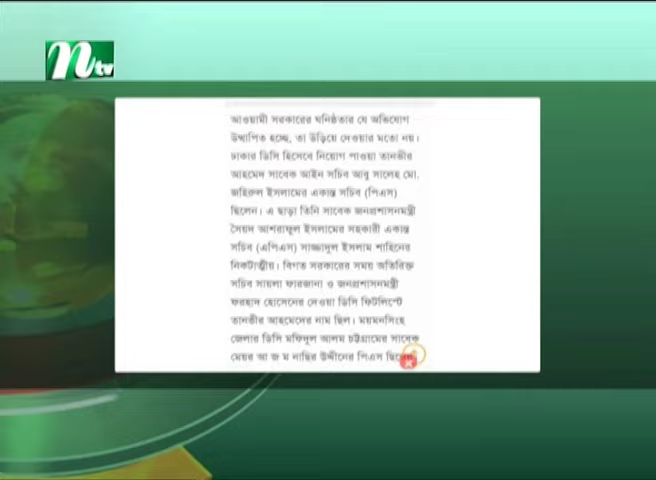 ntv
আওয়ামী সরকারের ঘনিষ্ঠতার যে অভিযোগ
উত্থাপিত হচ্ছে, তা উড়িয়ে দেওয়ার মতো নয়।
ঢাকার ডিসি হিসেবে নিয়োগ পাওয়া তানভীর
আহমেদ সাবেক আইন সচিব আবু সালেহ মো.
জহিরুল ইসলামের একান্ত সচিব (পিএস)
ছিলেন। এ ছাড়া তিনি সাবেক জনপ্রশাসনমন্ত্রী
সৈয়দ আশরাফুল ইসলামের সহকারী একান্ত
সচিব (এপিএস) সাজ্জাদুল ইসলাম শাহিনের
নিকটাত্মীয়। বিগত সরকারের সময় অতিরিক্ত
সচিব সায়লা ফারজানা ও জনপ্রশাসনমন্ত্রী
ফরহাদ হোসেনের দেওয়া ডিসি ফিটলিস্টে
তানভীর আহমেদের নাম ছিল। ময়মনসিংহ
জেলার ডিসি মফিদুল আলম চট্টগ্রামের সাবেক
মেয়র আ জ ম নাছির উদ্দীনের পিএস